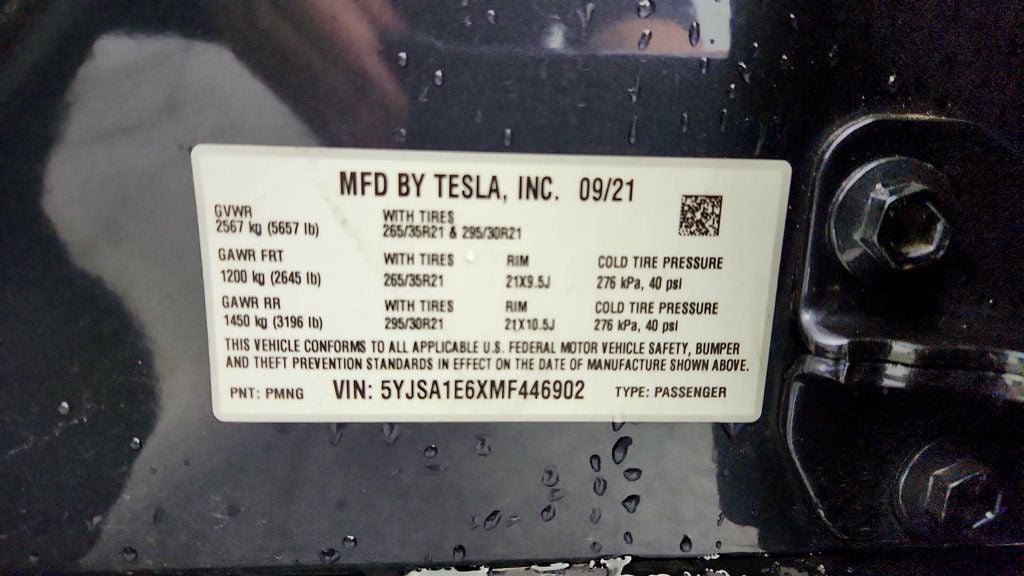 MFD BY TESLA, INC. 09/21
GVWR
2567 kg (5657 lb)
WITH TIRES
265/35R21 & 295/30R21
GAWR FRT
1200 kg (2645 lb)
WITH TIRES
265/35R21
RIM
21X9.5J
COLD TIRE PRESSURE
276 kPa, 40 psi
GAWR RR
1450 kg (3196 lb)
WITH TIRES
295/30R21
RIM
21X10.5J
COLD TIRE PRESSURE
276 kPa, 40 psi
THIS VEHICLE CONFORMS TO ALL APPLICABLE U.S. FEDERAL MOTOR VEHICLE SAFETY, BUMPER
AND THEFT PREVENTION STANDARDS IN EFFECT ON THE DATE OF MANUFACTURE SHOWN ABOVE.
PNT: PMNG VIN: 5YJSA1E6XMF446902 TYPE: PASSENGER